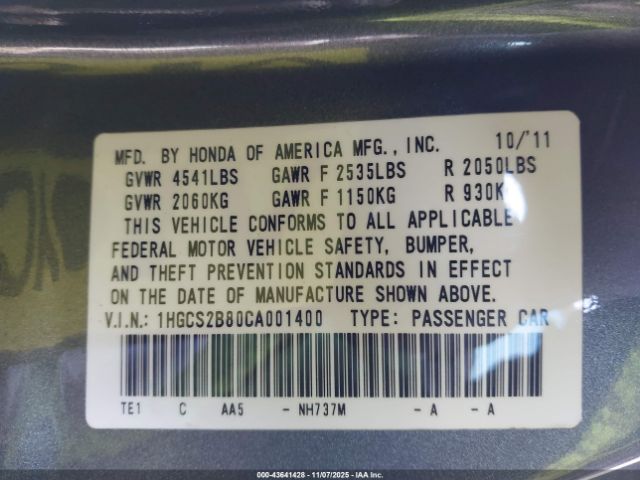 MFD. BY HONDA OF AMERICA MFG., INC. 10/'11
GVWR 4541LBS GAWR F 2535LBS R 2050LBS
GVWR 2060KG GAWR F 1150KG R 930KG
THIS VEHICLE CONFORMS TO ALL APPLICABLE
FEDERAL MOTOR VEHICLE SAFETY, BUMPER,
AND THEFT PREVENTION STANDARDS IN EFFECT
ON THE DATE OF MANUFACTURE SHOWN ABOVE.
V.I.N.: 1HGCS2B80CA001400 TYPE: PASSENGER CAR
TE1 C AA5 - NH737M - A - A
000-43641428 - 11/07/2025 - IAA Inc.